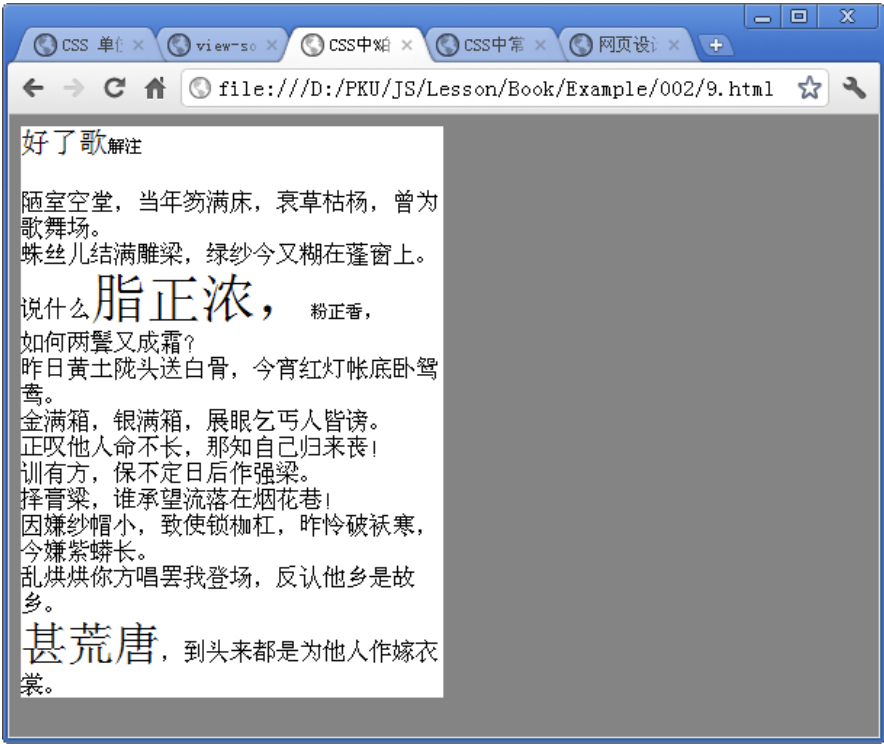 CSS 单位
view-so
CSS中
CSS中常
网页设计
file:///D:/PKU/JS/Lesson/Book/Example/002/9.html
好了歌解注
陋室空堂，当年笏满床，衰草枯杨，曾为
歌舞场。
蛛丝儿结满雕梁，绿纱今又糊在蓬窗上。
说什么脂正浓，粉正香，
如何两鬓又成霜?
昨日黄土陇头送白骨，今宵红灯帐底卧鸳
鸯。
金满箱，银满箱，展眼乞丐人皆谤。
正叹他人命不长，那知自己归来丧!
训有方，保不定日后作强梁。
择膏粱，谁承望流落在烟花巷!
因嫌纱帽小，致使锁枷杠，昨怜破袄寒，
今嫌紫蟒长。
乱烘烘你方唱罢我登场，反认他乡是故
乡。
甚荒唐，到头来都是为他人作嫁衣
裳。